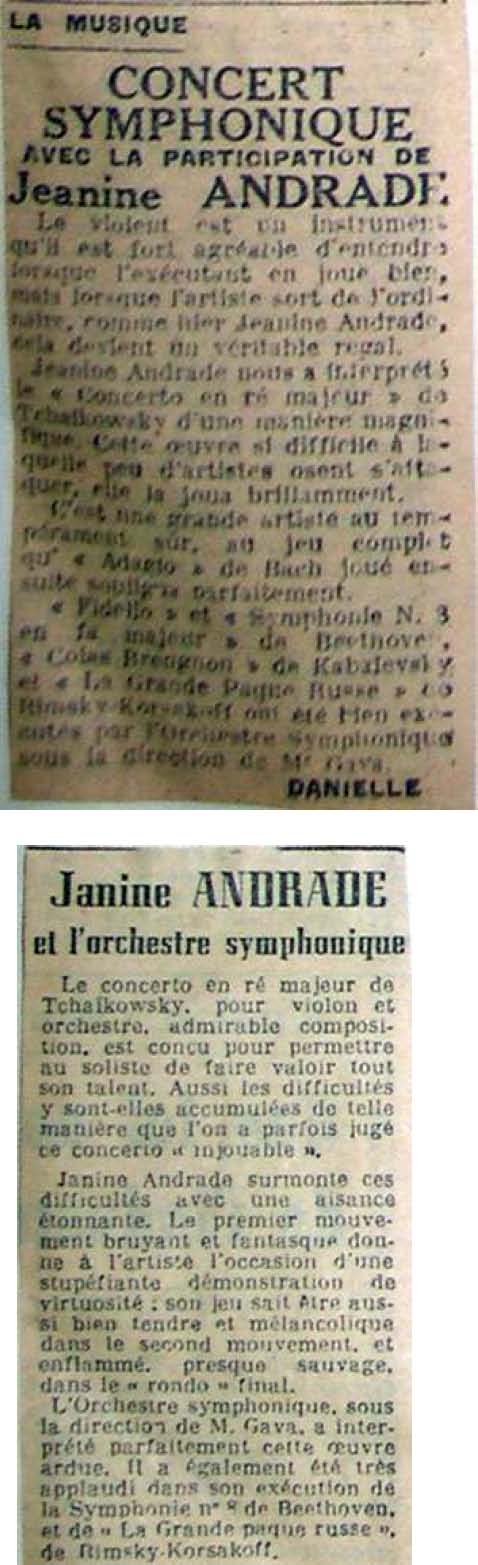 LA MUSIQUE
CONCERT
SYMPHONIQUE
AVEC LA PARTICIPATION DE
Jeanine ANDRADE
Le violent est un instrument
qu'il est fort agréable d'entendre
lorsque l'exécutant en joue bien,
mais lorsque l'artiste sort de l'ordi-
naire, comme hier Jeanine Andrade,
cela devient un véritable regal.
Jeanine Andrade nous a interprété
le « Concerto en ré majeur » de
Tchaikowsky d'une manière magni-
fique. Cette œuvre si difficile à la-
quelle peu d'artistes osent s'atta-
quer, elle la joua brillamment.
C'est une grande artiste au tem-
pérament sûr, au jeu complet
qu' « Adagio » de Bach joué en-
suite souligna parfaitement.
« Fidelio » et « Symphonie N. 8
en fa majeur » de Beethoven,
« Colas Breugnon » de Kabalevsky
et « La Grande Paque Russe » de
Rimsky-Korsakoff ont été bien exé-
cutés par l'Orchestre Symphonique
sous la direction de Mr Gava.
DANIELLE
Janine ANDRADE
et l'orchestre symphonique
Le concerto en ré majeur de
Tchaikowsky, pour violon et
orchestre, admirable composi-
tion, est conçu pour permettre
au soliste de faire valoir tout
son talent. Aussi les difficultés
y sont-elles accumulées de telle
manière que l'on a parfois jugé
ce concerto « injouable ».
Janine Andrade surmonte ces
difficultés avec une aisance
étonnante. Le premier mouve-
ment bruyant et fantasque don-
ne à l'artiste l'occasion d'une
stupéfiante démonstration de
virtuosité ; son jeu sait être aus-
si bien tendre et mélancolique
dans le second mouvement, et
enflammé, presque sauvage,
dans le « rondo » final.
L'Orchestre symphonique, sous
la direction de M. Gava, a inter-
prété parfaitement cette œuvre
ardue. Il a également été très
applaudi dans son exécution de
la Symphonie n° 8 de Beethoven,
et de « La Grande paque russe »,
de Rimsky-Korsakoff.